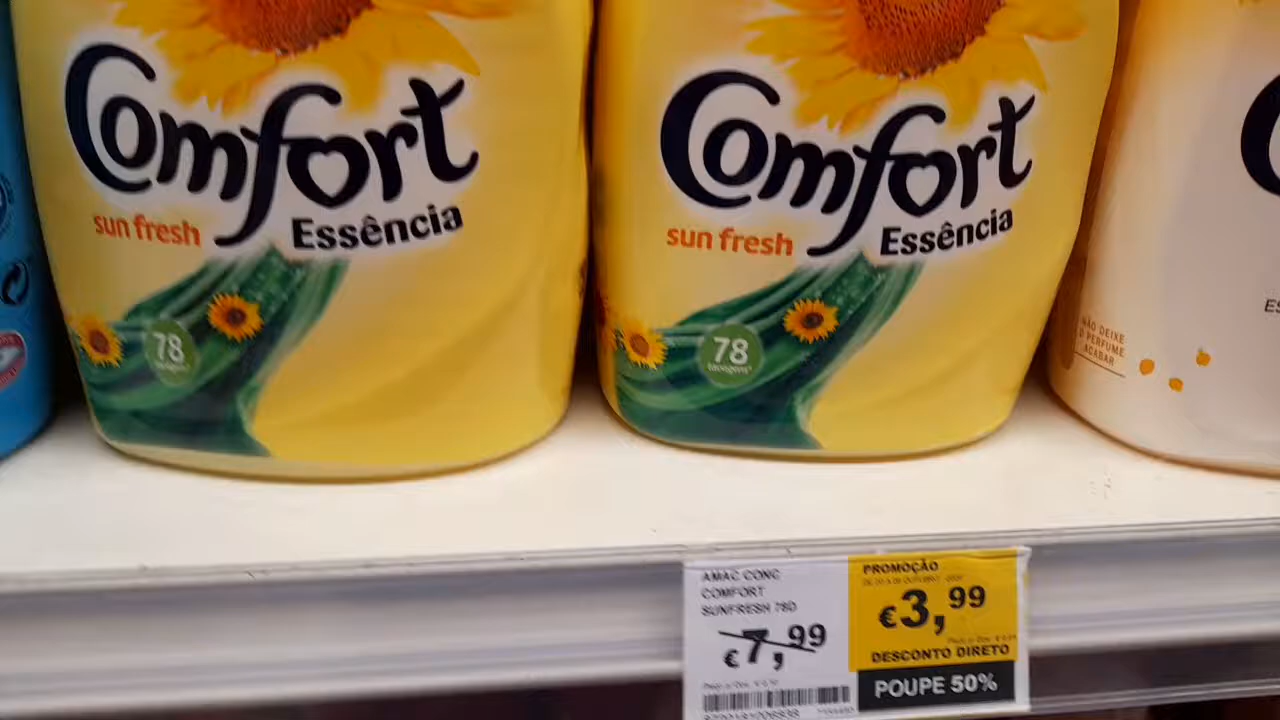 Comfort
sun fresh
Essência
78
Comfort
sun fresh
Essência
78
lavagens*
NÃO DEIXE
O PERFUME
ACABAR
AMAC CONC
COMFORT
SUNFRESH 78D
€7,99
PROMOÇÃO
€3,99
DESCONTO DIRETO
POUPE 50%